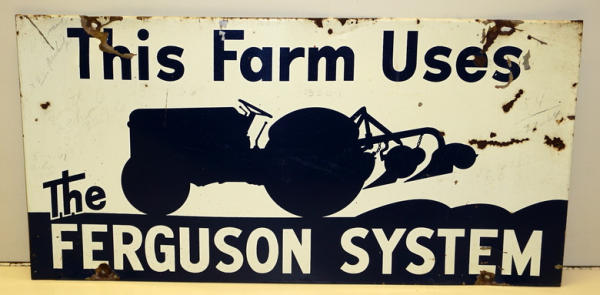 This Farm Uses
The
FERGUSON SYSTEM